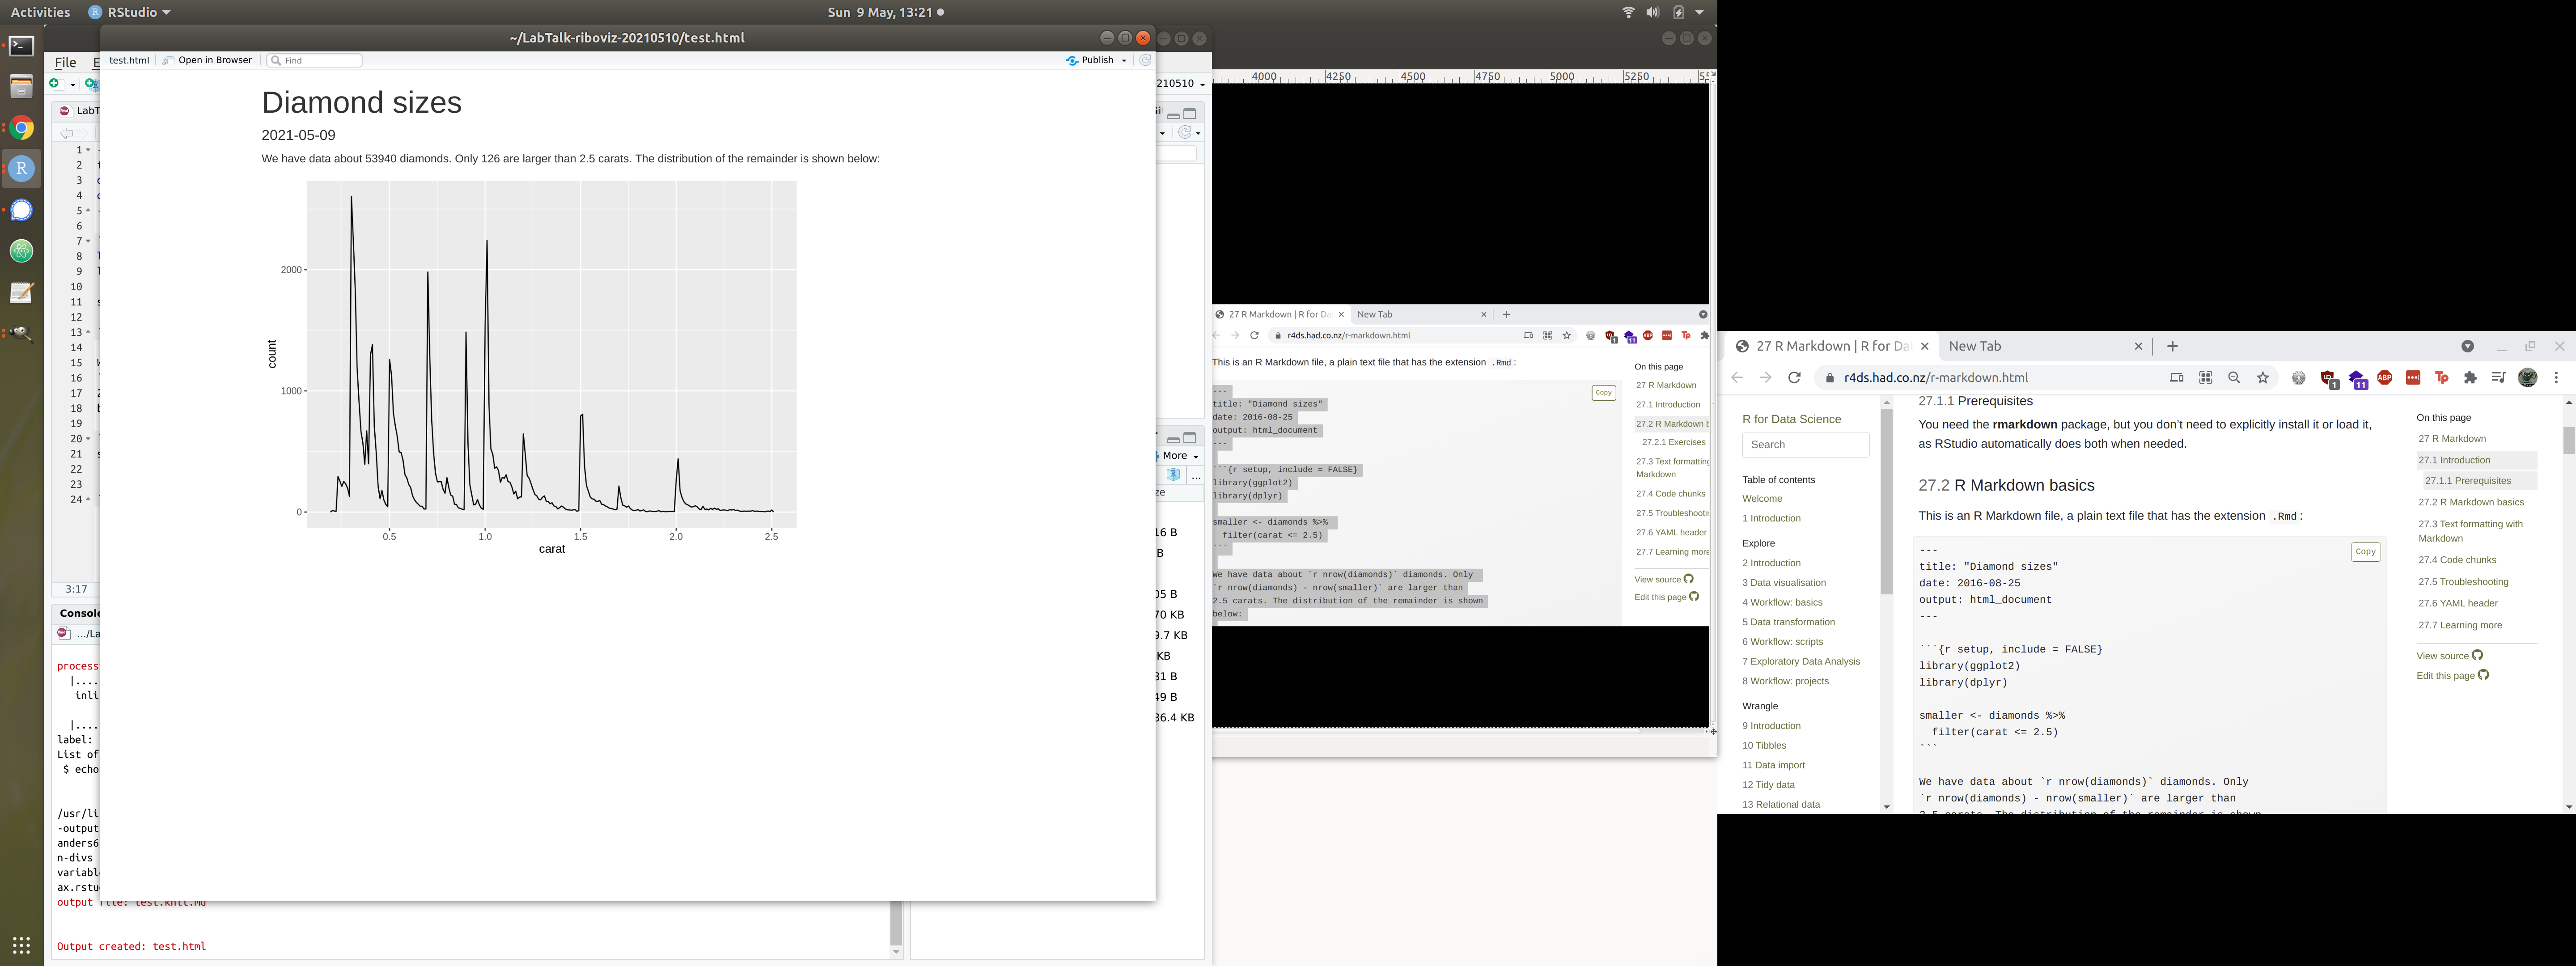 Activities
RStudio
Sun 9 May, 13:21
~/LabTalk-riboviz-20210510/test.html
test.html
Open in Browser
Find
Publish
Diamond sizes
2021-05-09
We have data about 53940 diamonds. Only 126 are larger than 2.5 carats. The distribution of the remainder is shown below:
2000
1000
0
count
0.5
1.0
1.5
2.0
2.5
carat
File
LabT
1
2
3
4
5
6
7
8
9
10
11
12
13
14
15
16
17
18
19
20
21
22
23
24
3:17
Console
.../La
process
|....
inli
|....
label:
List of
$ echo
/usr/li
-output
anders6
n-divs
variabl
ax.rstu
output file: test.knit.md
Output created: test.html
210510
More
ze
16 B
B
05 B
70 KB
9.7 KB
KB
31 B
49 B
36.4 KB
4000
4250
4500
4750
5000
5250
27 R Markdown | R for Da
New Tab
r4ds.had.co.nz/r-markdown.html
This is an R Markdown file, a plain text file that has the extension .Rmd :
Copy
---
title: "Diamond sizes"
date: 2016-08-25
output: html_document
---
```{r setup, include = FALSE}
library(ggplot2)
library(dplyr)
smaller <- diamonds %>%
filter(carat <= 2.5)
```
We have data about `r nrow(diamonds)` diamonds. Only
`r nrow(diamonds) - nrow(smaller)` are larger than
2.5 carats. The distribution of the remainder is shown
below:
On this page
27 R Markdown
27.1 Introduction
27.2 R Markdown b
27.2.1 Exercises
27.3 Text formatting
Markdown
27.4 Code chunks
27.5 Troubleshootin
27.6 YAML header
27.7 Learning more
View source
Edit this page
27 R Markdown | R for Da
New Tab
r4ds.had.co.nz/r-markdown.html
1
11
ABP
Tp
R for Data Science
Search
Table of contents
Welcome
1 Introduction
Explore
2 Introduction
3 Data visualisation
4 Workflow: basics
5 Data transformation
6 Workflow: scripts
7 Exploratory Data Analysis
8 Workflow: projects
Wrangle
9 Introduction
10 Tibbles
11 Data import
12 Tidy data
13 Relational data
27.1.1 Prerequisites
You need the rmarkdown package, but you don't need to explicitly install it or load it,
as RStudio automatically does both when needed.
27.2 R Markdown basics
This is an R Markdown file, a plain text file that has the extension .Rmd :
Copy
---
title: "Diamond sizes"
date: 2016-08-25
output: html_document
---
```{r setup, include = FALSE}
library(ggplot2)
library(dplyr)
smaller <- diamonds %>%
filter(carat <= 2.5)
```
We have data about `r nrow(diamonds)` diamonds. Only
`r nrow(diamonds) - nrow(smaller)` are larger than
2.5 carats. The distribution of the remainder is shown
On this page
27 R Markdown
27.1 Introduction
27.1.1 Prerequisites
27.2 R Markdown basics
27.3 Text formatting with
Markdown
27.4 Code chunks
27.5 Troubleshooting
27.6 YAML header
27.7 Learning more
View source
Edit this page